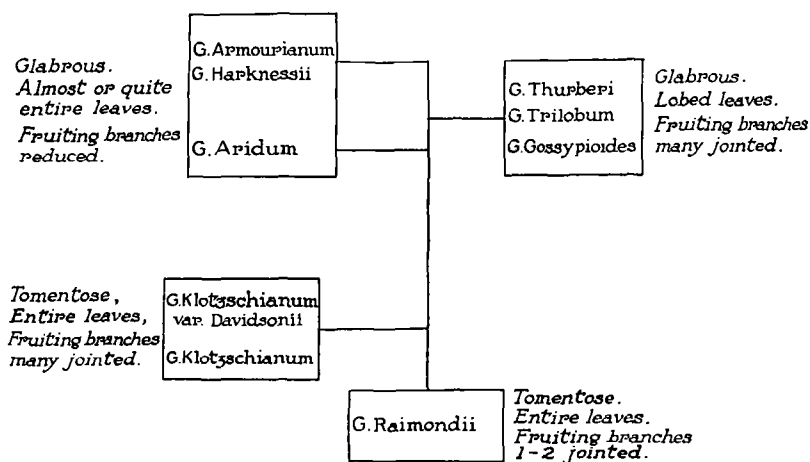 Glabrous.
Almost or quite
entire leaves.
Fruiting branches
reduced.
G. Armourianum
G. Harknessii
G. Aridum
G. Thurberi
G. Trilobum
G. Gossypioides
Glabrous.
Lobed leaves.
Fruiting branches
many jointed.
Tomentose,
Entire leaves,
Fruiting branches
many jointed.
G. Klotzschianum
var. Davidsonii
G. Klotzschianum
G. Raimondii
Tomentose.
Entire leaves.
Fruiting branches
1-2 jointed.